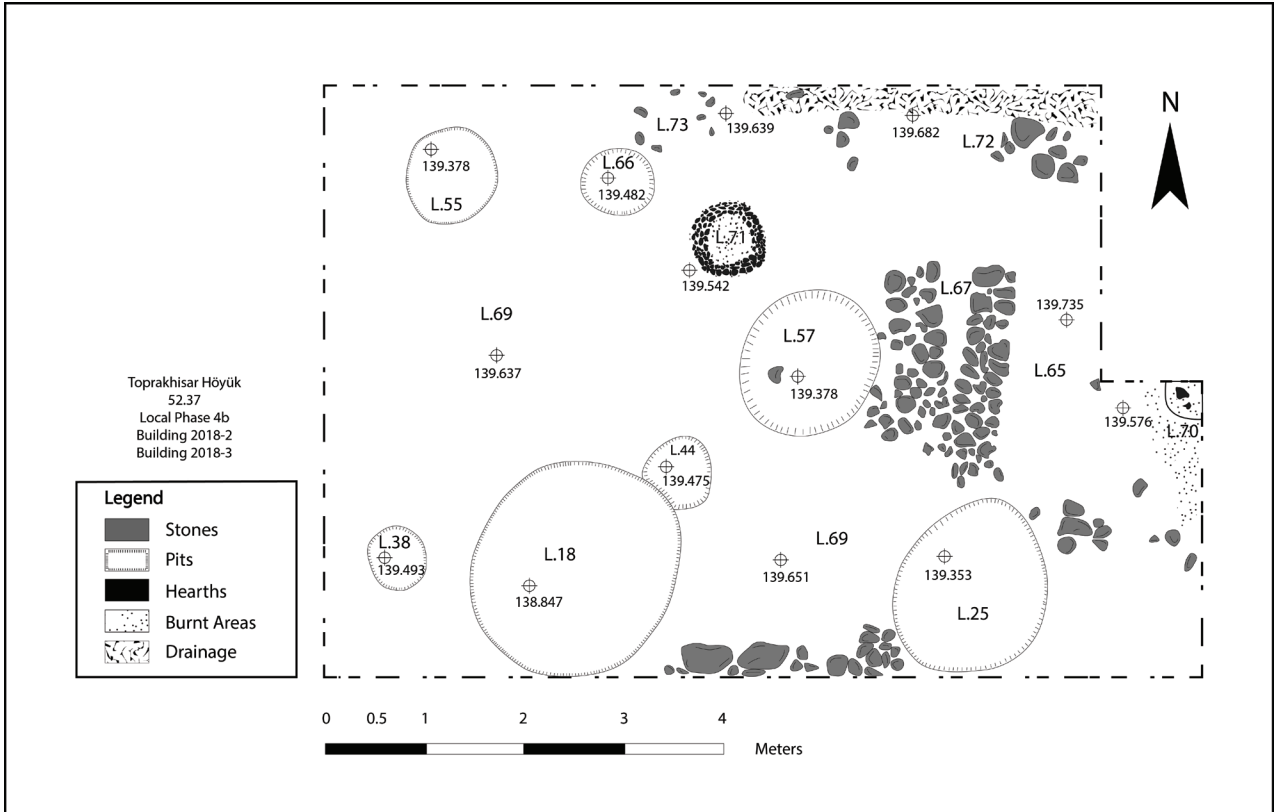 N
L.73
139.639
139.682
L.72
139.378
L.55
L.66
139.482
L.71
139.542
L.67
139.735
L.65
L.69
139.637
L.57
139.378
139.576
L.70
Toprakhisar Höyük
52.37
Local Phase 4b
Building 2018-2
Building 2018-3
L.44
139.475
Legend
Stones
Pits
Hearths
Burnt Areas
Drainage
L.38
139.493
L.18
138.847
L.69
139.651
139.353
L.25
0 0.5 1 2 3 4
Meters